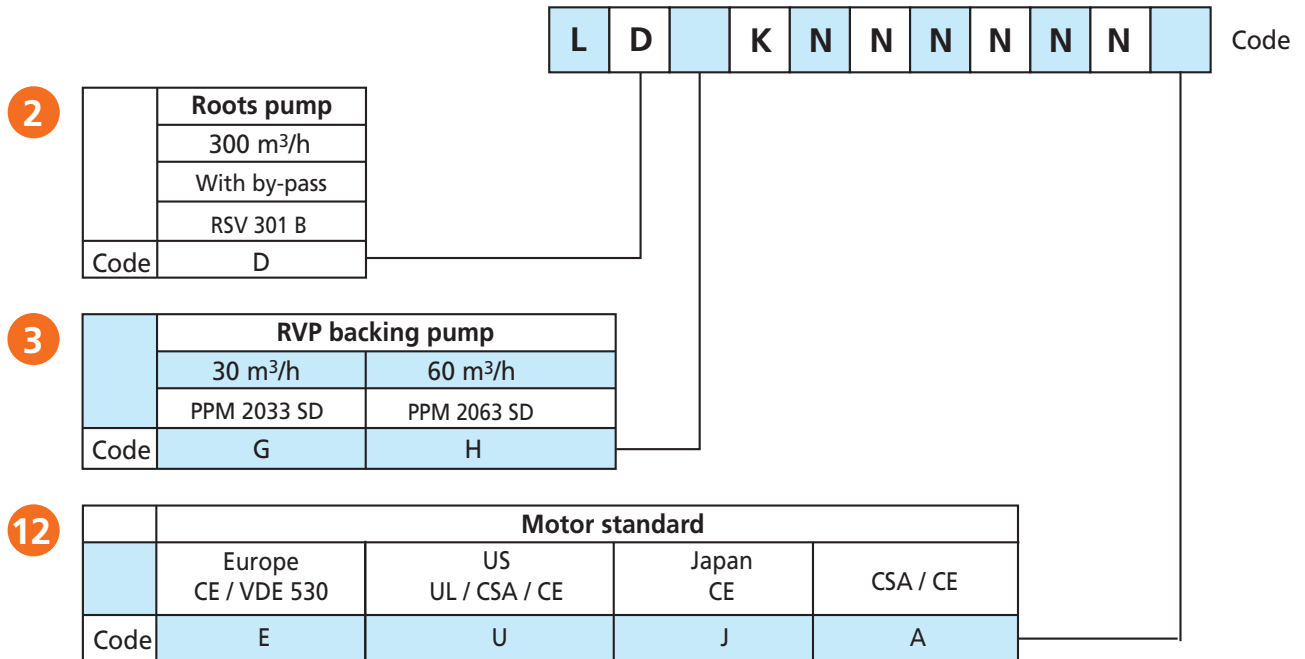 L D K N N N N N N Code
2
Roots pump
300 m³/h
With by-pass
RSV 301 B
Code D
3
RVP backing pump
30 m³/h 60 m³/h
PPM 2033 SD PPM 2063 SD
Code G H
12
Motor standard
Europe US Japan CSA / CE
CE / VDE 530 UL / CSA / CE CE
Code E U J A